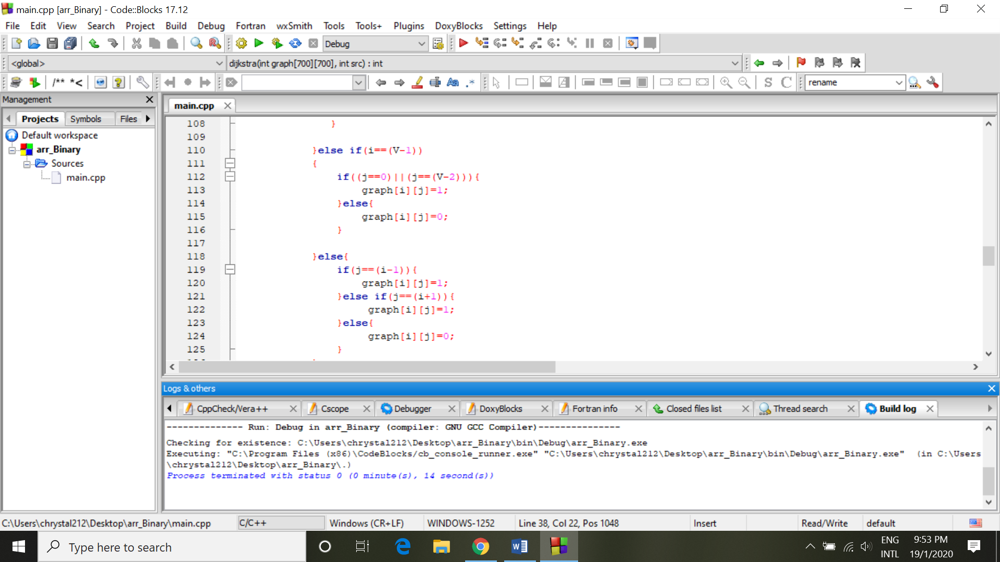 main.cpp [arr_Binary] - Code::Blocks 17.12
File Edit View Search Project Build Debug Fortran wxSmith Tools Tools+ Plugins DoxyBlocks Settings Help
Debug
<global> dijkstra(int graph[700][700], int src) : int
/** *< Aa .* S C rename
Management
main.cpp
Projects Symbols Files
Default workspace
arr_Binary
Sources
main.cpp
108 }
109
110 }else if(i==(V-1))
111 {
112 if((j==0)||(j==(V-2))){
113 graph[i][j]=1;
114 }else{
115 graph[i][j]=0;
116 }
117
118 }else{
119 if(j==(i-1)){
120 graph[i][j]=1;
121 }else if(j==(i+1)){
122 graph[i][j]=1;
123 }else{
124 graph[i][j]=0;
125 }
Logs & others
CppCheck/Vera++ Cscope Debugger DoxyBlocks Fortran info Closed files list Thread search Build log
-------------- Run: Debug in arr_Binary (compiler: GNU GCC Compiler)---------------
Checking for existence: C:\Users\chrystal212\Desktop\arr_Binary\bin\Debug\arr_Binary.exe
Executing: "C:\Program Files (x86)\CodeBlocks/cb_console_runner.exe" "C:\Users\chrystal212\Desktop\arr_Binary\bin\Debug\arr_Binary.exe" (in C:\Users
\chrystal212\Desktop\arr_Binary\.)
Process terminated with status 0 (0 minute(s), 14 second(s))
C:\Users\chrystal212\Desktop\arr_Binary\main.cpp C/C++ Windows (CR+LF) WINDOWS-1252 Line 38, Col 22, Pos 1048 Insert Read/Write default
Type here to search
ENG 9:53 PM
INTL 19/1/2020